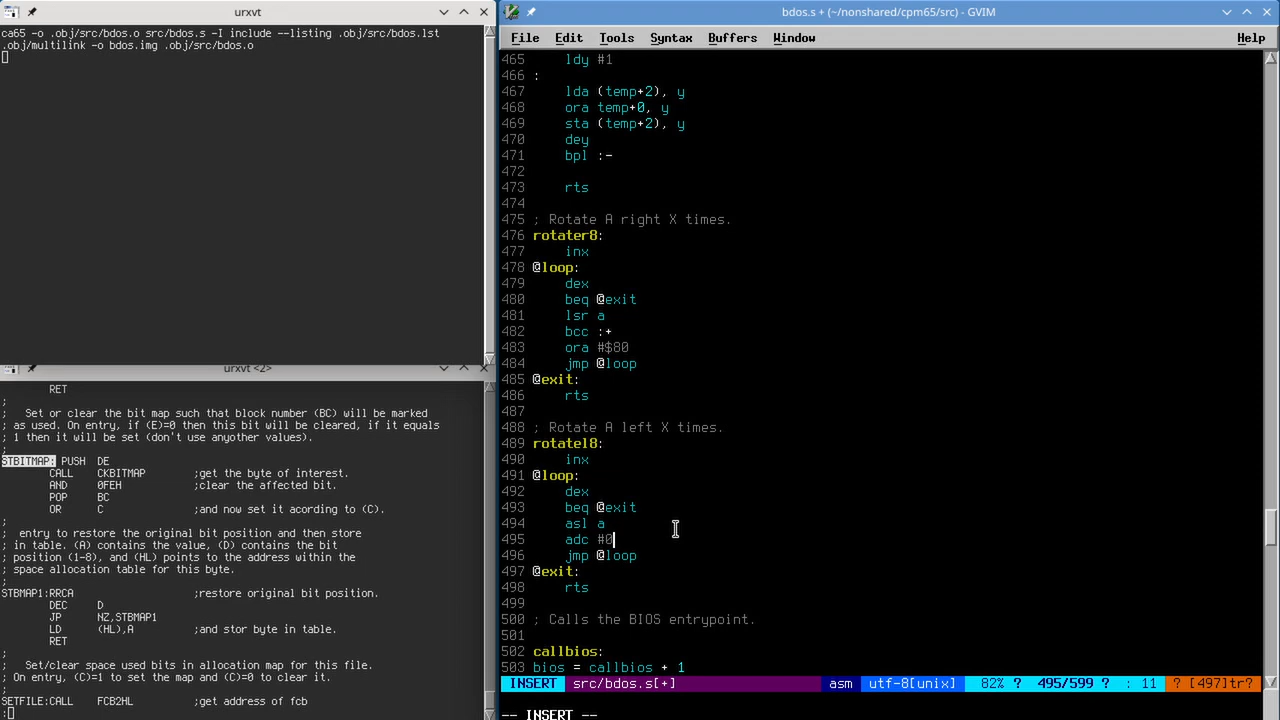 urxvt
ca65 -o .obj/src/bdos.o src/bdos.s -I include --listing .obj/src/bdos.lst
.obj/multilink -o bdos.img .obj/src/bdos.o
urxvt <2>
RET
;
;   Set or clear the bit map such that block number (BC) will be marked
; as used. On entry, if (E)=0 then this bit will be cleared, if it equals
; 1 then it will be set (don't use anyother values).
;
STBITMAP: PUSH  DE
CALL  CKBITMAP  ;get the byte of interest.
AND  0FEH  ;clear the affected bit.
POP  BC
OR  C  ;and now set it acording to (C).
;
;  entry to restore the original bit position and then store
; in table. (A) contains the value, (D) contains the bit
; position (1-8), and (HL) points to the address within the
; space allocation table for this byte.
;
STBMAP1:RRCA  ;restore original bit position.
DEC  D
JP  NZ,STBMAP1
LD  (HL),A  ;and stor byte in table.
RET
;
;   Set/clear space used bits in allocation map for this file.
; On entry, (C)=1 to set the map and (C)=0 to clear it.
;
SETFILE:CALL  FCB2HL  ;get address of fcb
:
bdos.s + (~/nonshared/cpm65/src) - GVIM
File Edit Tools Syntax Buffers Window Help
465     ldy #1
466 :
467     lda (temp+2), y
468     ora temp+0, y
469     sta (temp+2), y
470     dey
471     bpl :-
472
473     rts
474
475 ; Rotate A right X times.
476 rotater8:
477     inx
478 @loop:
479     dex
480     beq @exit
481     lsr a
482     bcc :+
483     ora #$80
484     jmp @loop
485 @exit:
486     rts
487
488 ; Rotate A left X times.
489 rotatel8:
490     inx
491 @loop:
492     dex
493     beq @exit
494     asl a
495     adc #0
496     jmp @loop
497 @exit:
498     rts
499
500 ; Calls the BIOS entrypoint.
501
502 callbios:
503 bios = callbios + 1
INSERT src/bdos.s[+] asm utf-8[unix] 82% ? 495/599 ? : 11 ? [497]tr?
-- INSERT --